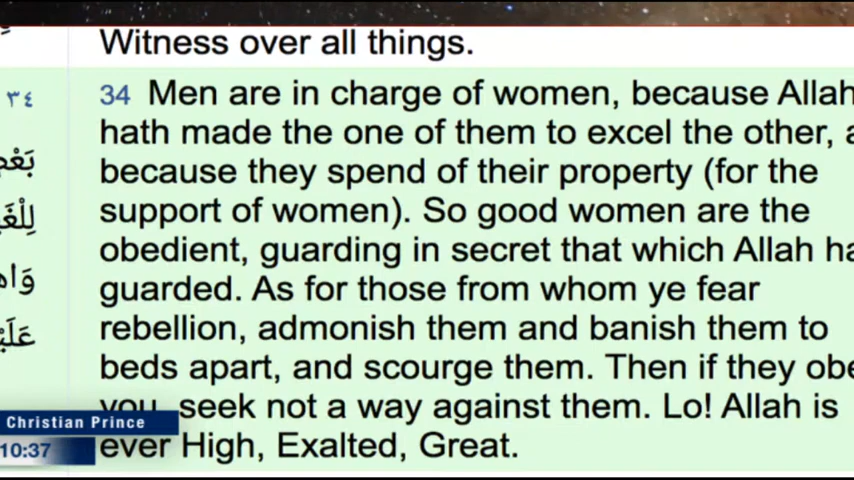 Witness over all things.
٣٤
34 Men are in charge of women, because Allah
hath made the one of them to excel the other, a
because they spend of their property (for the
support of women). So good women are the
obedient, guarding in secret that which Allah ha
guarded. As for those from whom ye fear
rebellion, admonish them and banish them to
beds apart, and scourge them. Then if they obe
you, seek not a way against them. Lo! Allah is
ever High, Exalted, Great.
Christian Prince
10:37